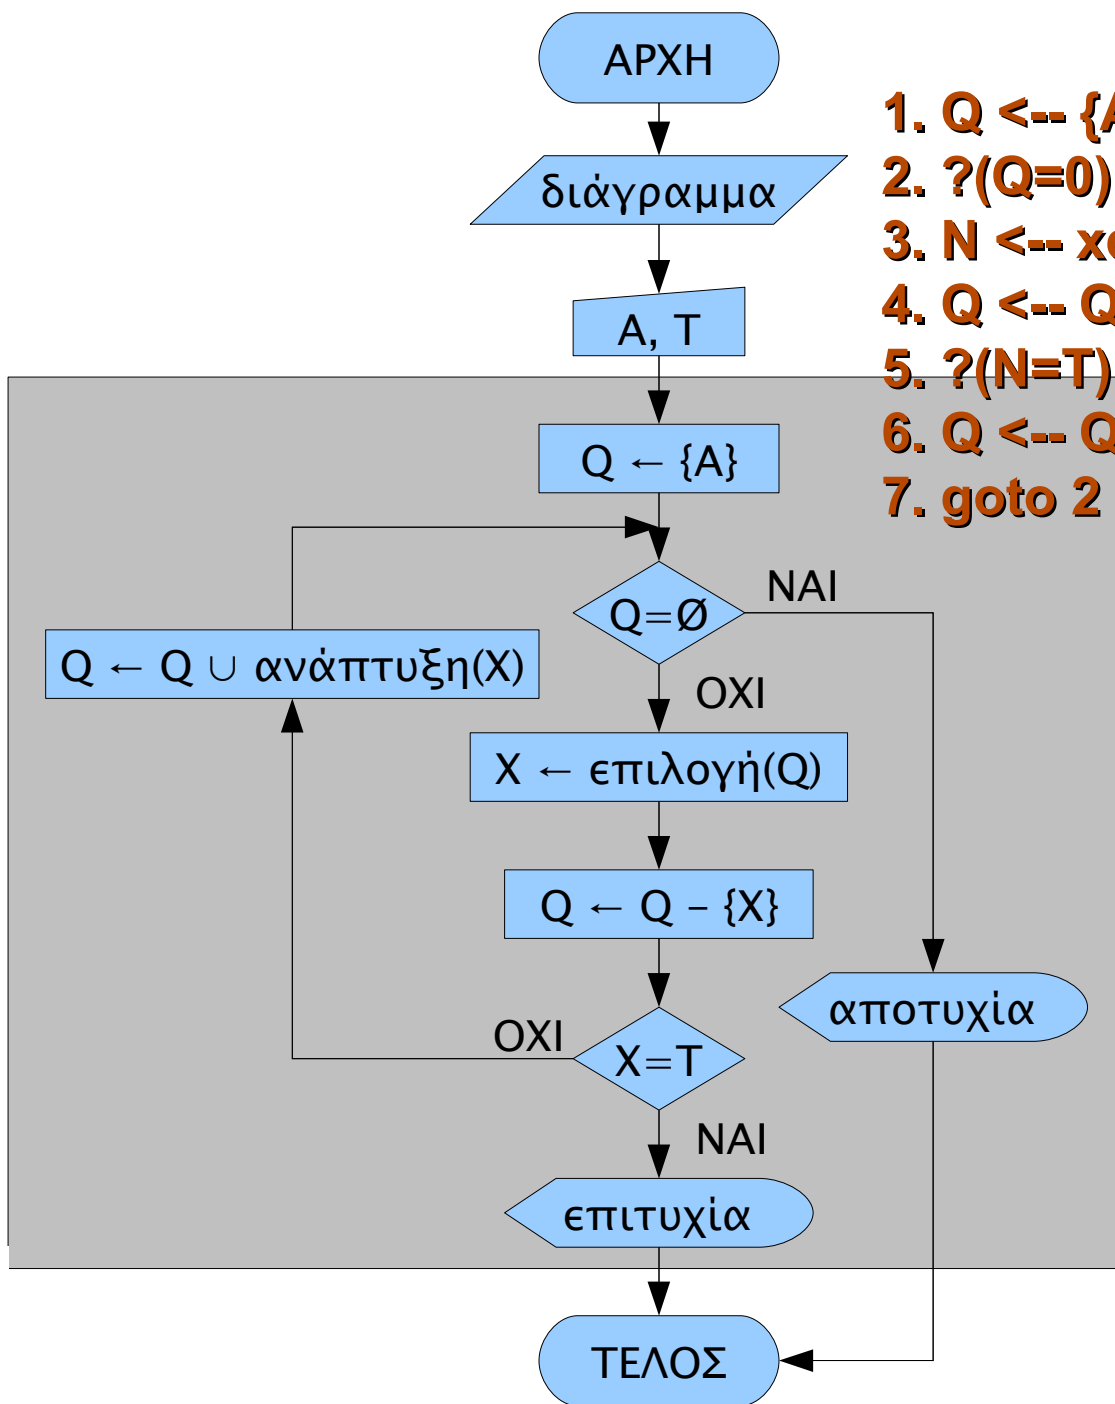 ΑΡΧΗ
διάγραμμα
Α, Τ
Q ← {A}
Q=Ø
ΝΑΙ
ΟΧΙ
Q ← Q ∪ ανάπτυξη(X)
X ← επιλογή(Q)
Q ← Q – {X}
X=T
ΟΧΙ
ΝΑΙ
αποτυχία
επιτυχία
ΤΕΛΟΣ
1. Q <-- {A
2. ?(Q=0)
3. N <--
4. Q <-- Q
5. ?(N=T)
6. Q <-- Q
7. goto 2